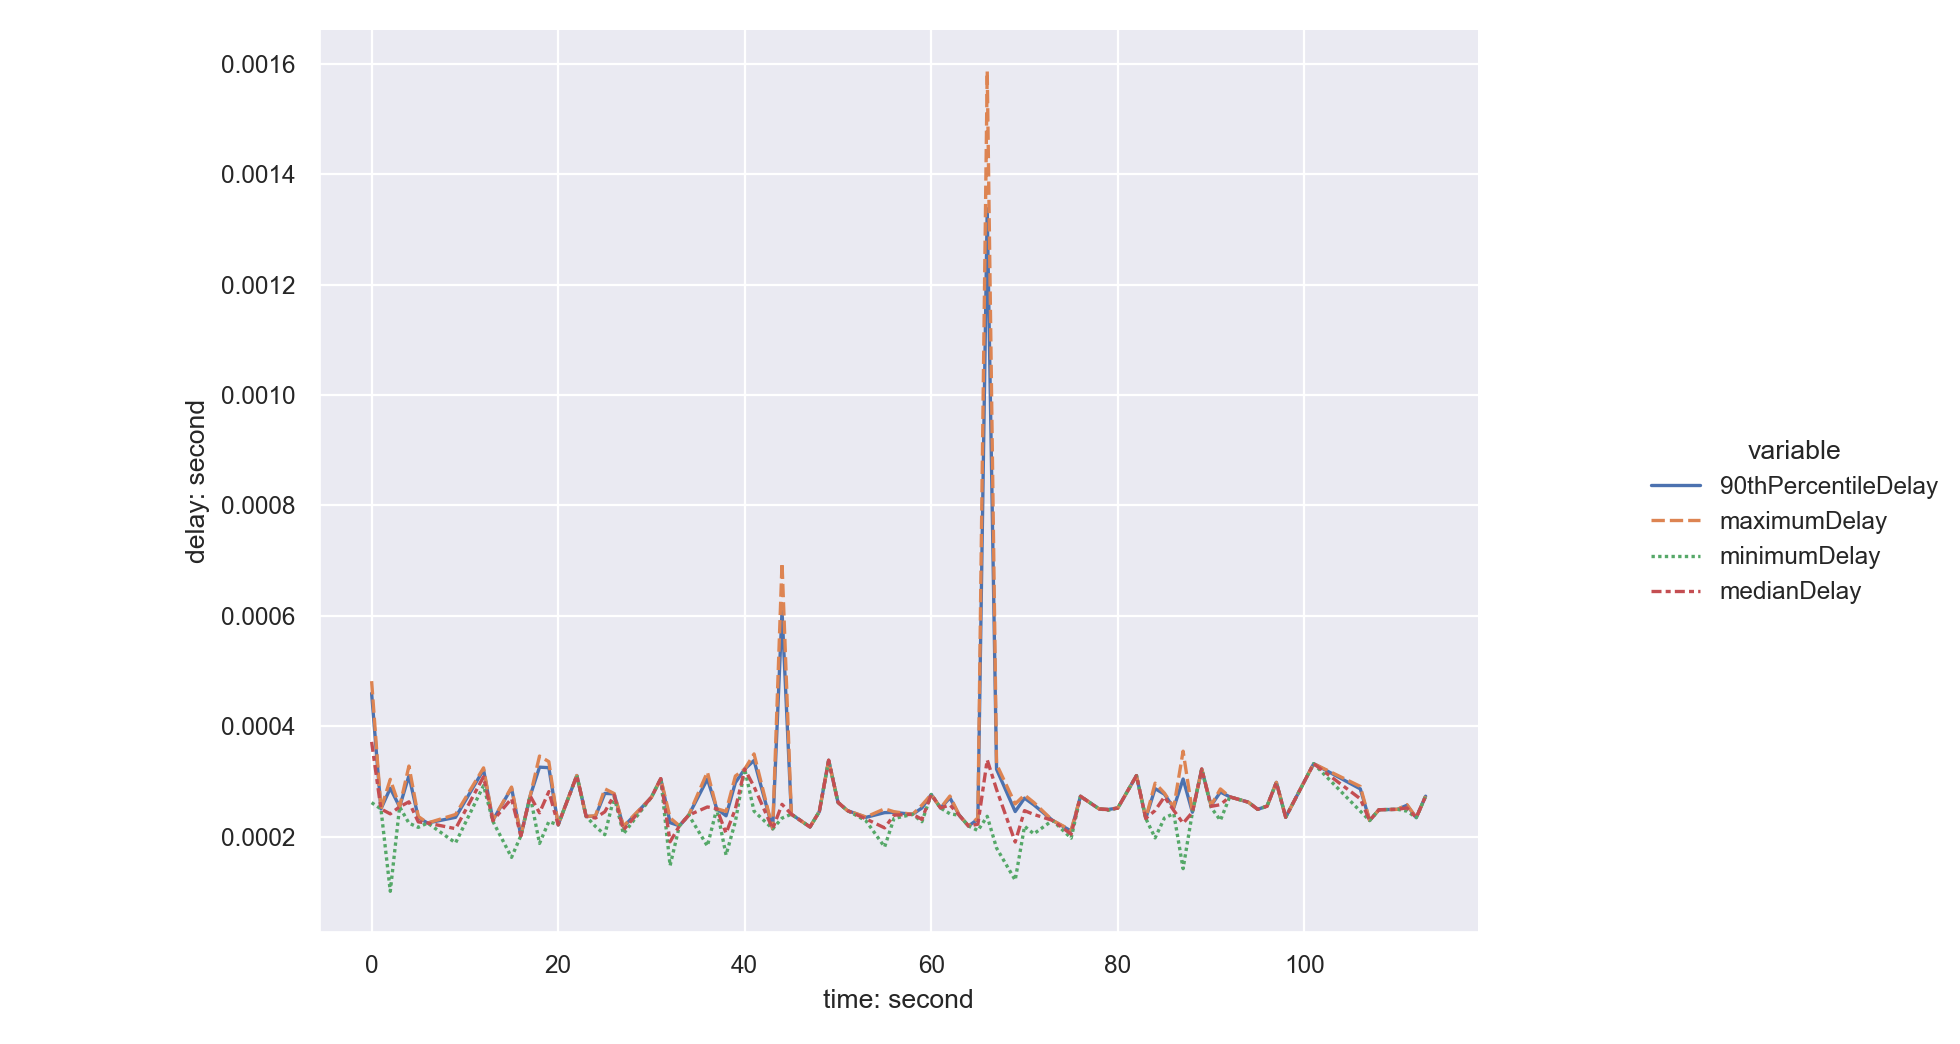 0.0016
0.0014
0.0012
0.0010
0.0008
0.0006
0.0004
0.0002
delay: second
0 20 40 60 80 100
time: second
variable
90thPercentileDelay
maximumDelay
minimumDelay
medianDelay